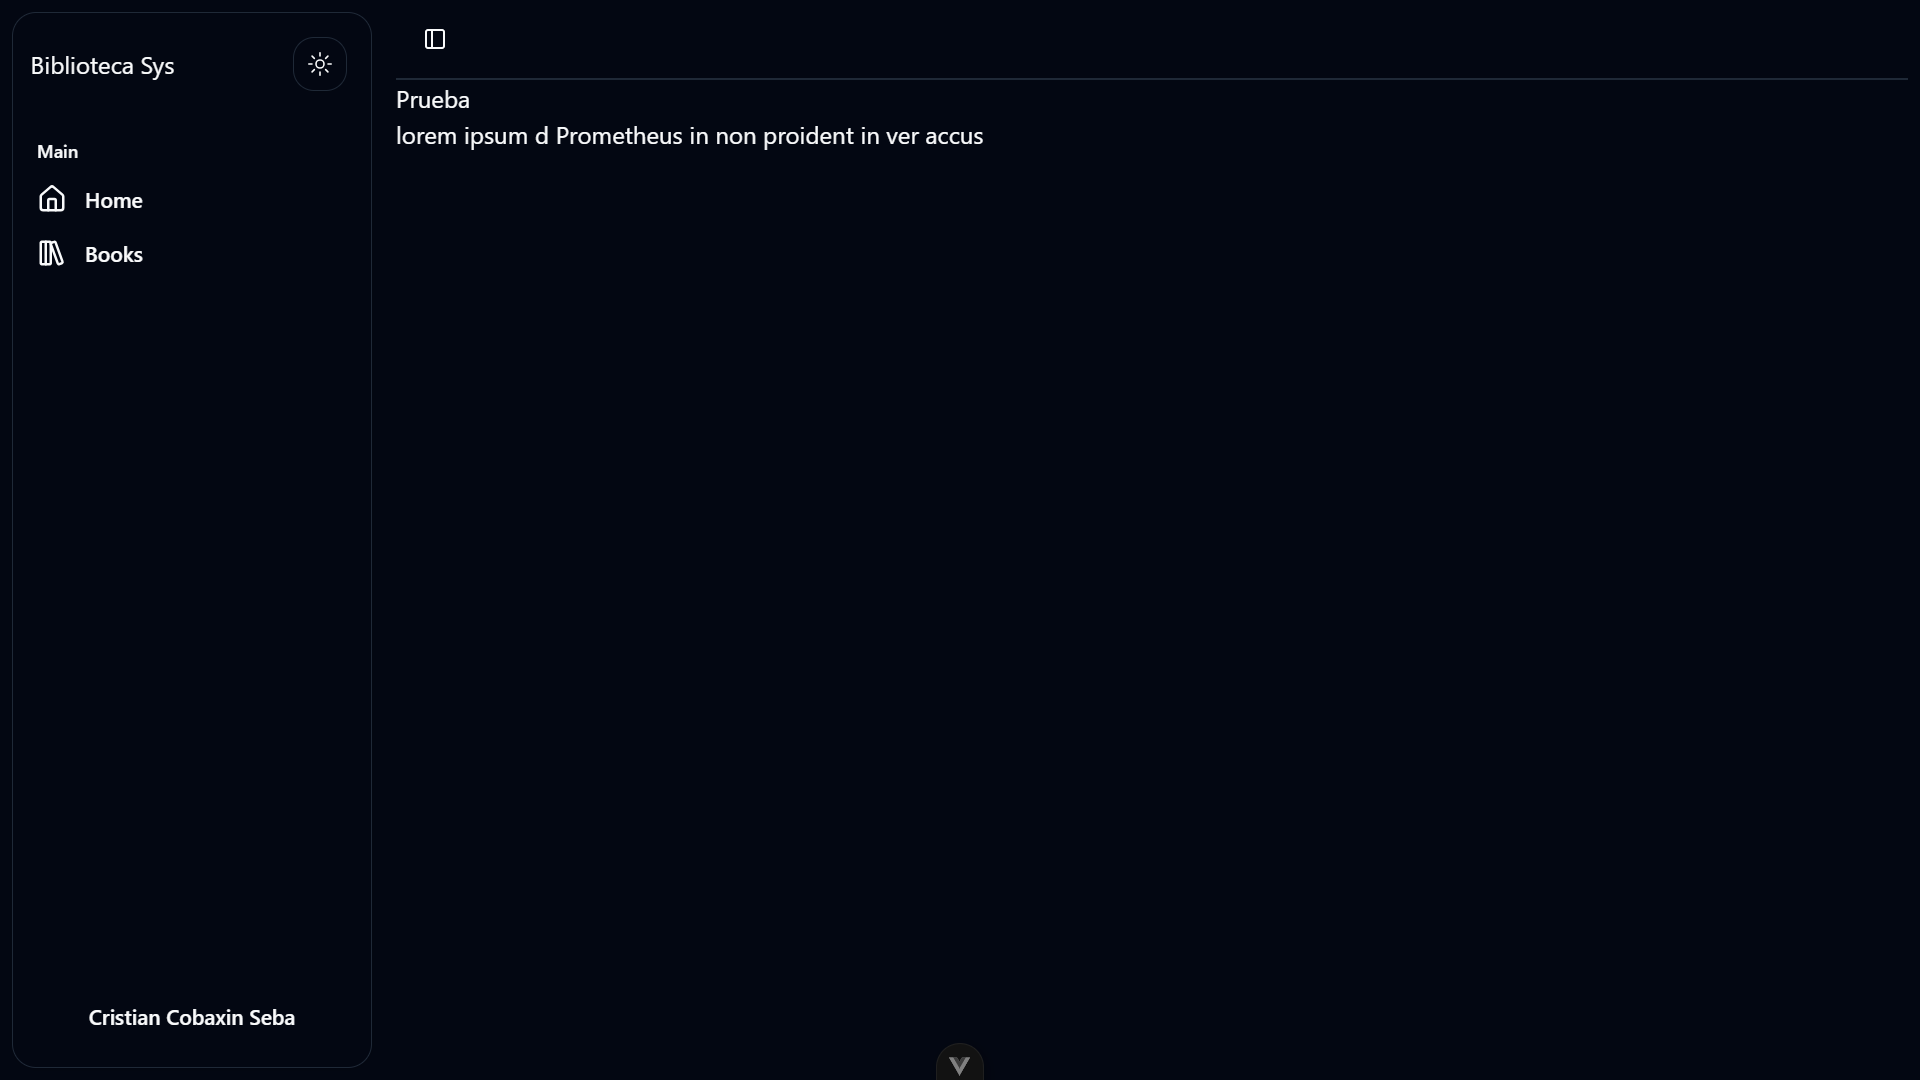 Biblioteca Sys
Main
Home
Books
Cristian Cobaxin Seba
Prueba
lorem ipsum d Prometheus in non proident in ver accus